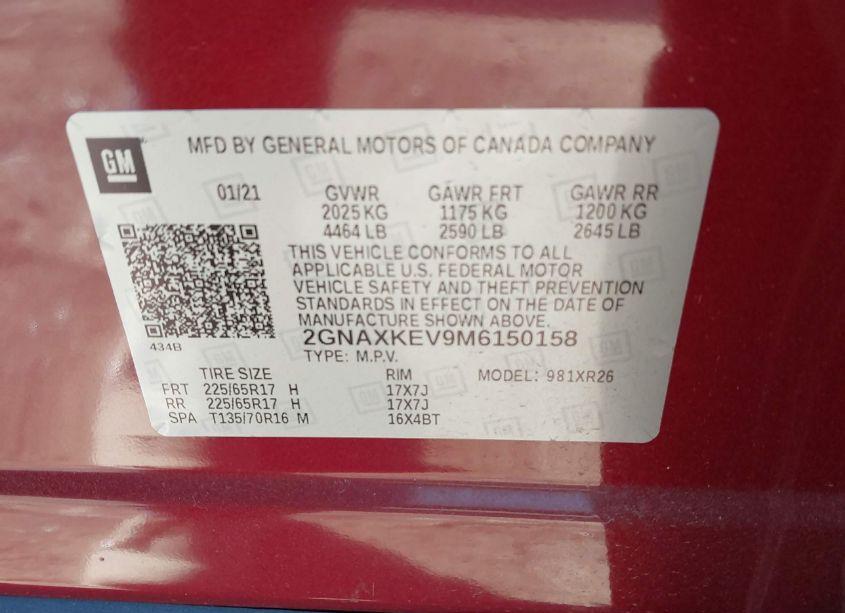 GM
MFD BY GENERAL MOTORS OF CANADA COMPANY
01/21 GVWR GAWR FRT GAWR RR
2025 KG 1175 KG 1200 KG
4464 LB 2590 LB 2645 LB
THIS VEHICLE CONFORMS TO ALL
APPLICABLE U.S. FEDERAL MOTOR
VEHICLE SAFETY AND THEFT PREVENTION
STANDARDS IN EFFECT ON THE DATE OF
MANUFACTURE SHOWN ABOVE.
434B
2GNAXKEV9M6150158
TYPE: M.P.V.
TIRE SIZE RIM MODEL: 981XR26
FRT 225/65R17 H 17X7J
RR 225/65R17 H 17X7J
SPA T135/70R16 M 16X4BT